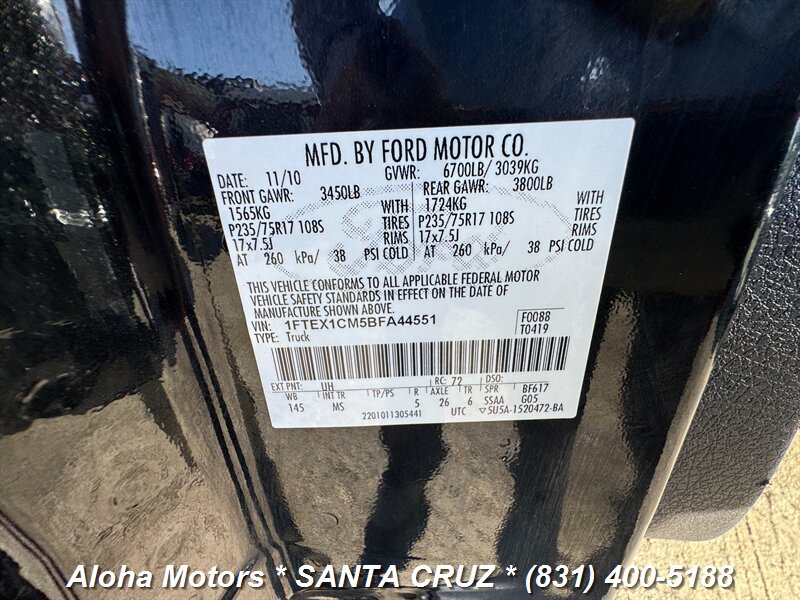 MFD. BY FORD MOTOR CO.
DATE: 11/10 GVWR: 6700LB/ 3039KG
FRONT GAWR: 3450LB REAR GAWR: 3800LB
1565KG WITH 1724KG WITH
P235/75R17 108S TIRES P235/75R17 108S TIRES
17x7.5J RIMS 17x7.5J RIMS
AT 260 kPa/ 38 PSI COLD AT 260 kPa/ 38 PSI COLD
THIS VEHICLE CONFORMS TO ALL APPLICABLE FEDERAL MOTOR
VEHICLE SAFETY STANDARDS IN EFFECT ON THE DATE OF
MANUFACTURE SHOWN ABOVE.
VIN: 1FTEX1CM5BFA44551 F0088
TYPE: Truck T0419
EXT PNT: UH RC: 72 DSO:
WB INT TR TP/PS R AXLE TR SPR BF617
145 MS 5 26 6 SSAA G05
2201011305441 UTC ▽5U5A-1520472-BA
Aloha Motors * SANTA CRUZ * (831) 400-5188